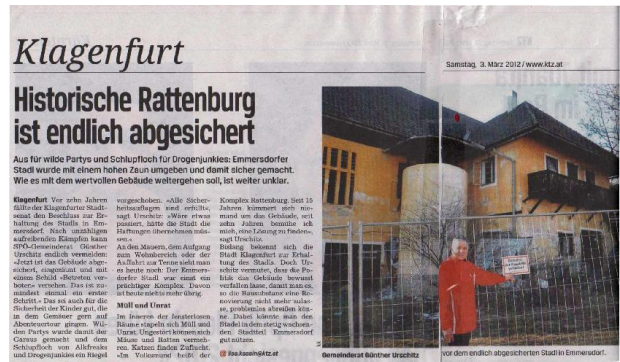 Klagenfurt
Samstag, 3. März 2012 / www.ktz.at
Historische Rattenburg
ist endlich abgesichert
Aus für wilde Partys und Schlupfloch für Drogenjunkies: Emmersdorfer
Stadl wurde mit einem hohen Zaun umgeben und damit sicher gemacht.
Wie es mit dem wertvollen Gebäude weitergehen soll, ist weiter unklar.
Klagenfurt Vor zehn Jahren
fällte der Klagenfurter Stadt-
senat den Beschluss zur Er-
haltung des Stadls in Em-
mersdorf. Nach unzähligen
aufreibenden Kämpfen kann
SPÖ-Gemeinderat Günther
Urschitz endlich vermelden:
»Jetzt ist das Gebäude abge-
sichert, eingezäunt und mit
einem Schild »Betreten ver-
boten« versehen. Das ist zu-
mindest einmal ein erster
Schritt.« Das sei auch für die
Sicherheit der Kinder gut, die
in dem Gemäuer gern auf
Abenteuertour gingen. Wil-
den Partys wurde damit der
Garaus gemacht und dem
Schlupfloch von Alkfreaks
und Drogenjunkies ein Riegel
vorgeschoben. »Alle Sicher-
heitsauflagen sind erfüllt«,
sagt Urschitz: »Wäre etwas
passiert, hätte die Stadt die
Haftungen übernehmen müs-
sen.«
An den Mauern, dem Aufgang
zum Wohnbereich oder der
Auffahrt zur Tenne sieht man
es heute noch: Der Emmers-
dorfer Stadl war einst ein
prächtiger Komplex. Davon
ist heute nichts mehr übrig.
Müll und Unrat
Im Inneren der fensterlosen
Räume stapeln sich Müll und
Unrat. Ungestört können sich
Mäuse und Ratten vermeh-
ren. Katzen finden Zuflucht.
»Im Volksmund heißt der
Komplex Rattenburg. Seit 15
Jahren kümmert sich nie-
mand um das Gebäude, seit
zehn Jahren bemühe ich
mich, eine Lösung zu finden«,
sagt Urschitz.
Bislang bekennt sich die
Stadt Klagenfurt zur Erhal-
tung des Stadls. Doch Ur-
schitz vermutet, dass die Po-
litik das Gebäude bewusst
verfallen lasse, damit man es,
so die Bausubstanz eine Re-
novierung nicht mehr zulas-
se, problemlos abreißen kön-
ne. Dabei könnte man den
Stadel in dem stetig wachsen-
den Stadtteil Emmersdorf
gut nutzen.
Gemeinderat Günther Urschitz
vor dem endlich abgesicherten Stadl in Emmersdorf.